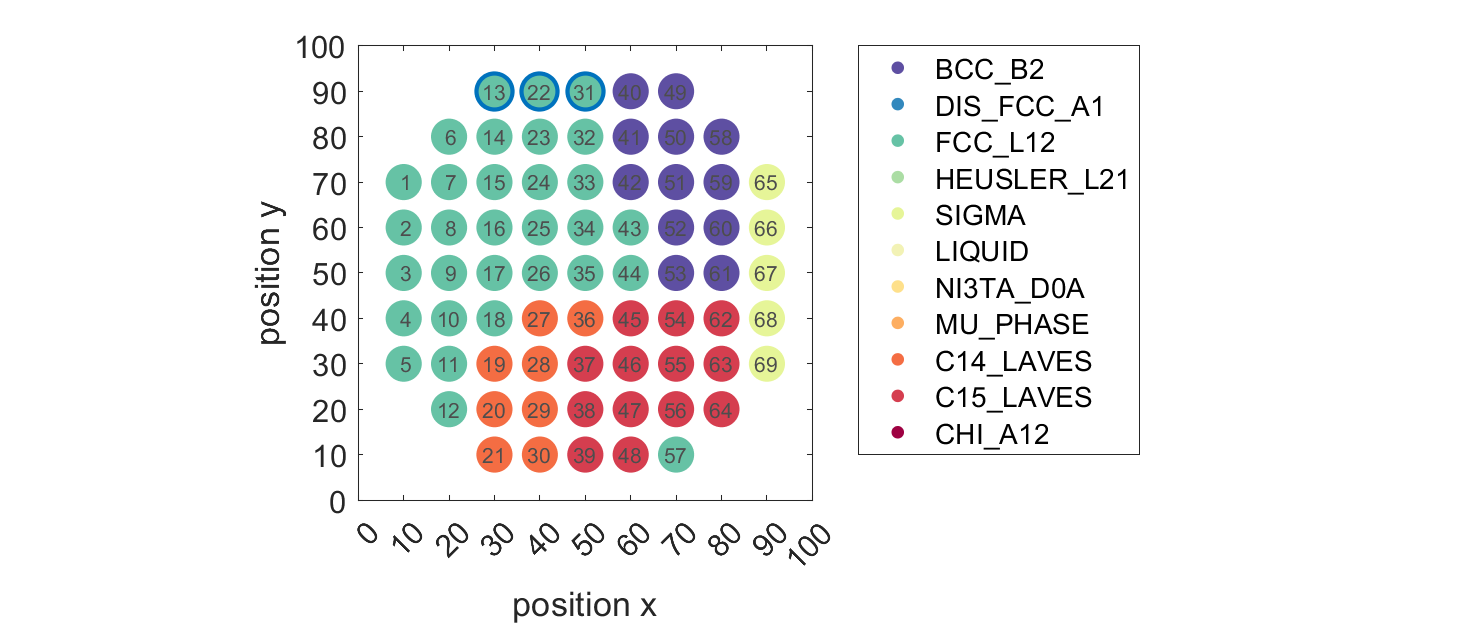 100
90
80
70
60
50
40
30
20
10
0
position y
13 22 31 40 49
6 14 23 32 41 50 58
1 7 15 24 33 42 51 59 65
2 8 16 25 34 43 52 60 66
3 9 17 26 35 44 53 61 67
4 10 18 27 36 45 54 62 68
5 11 19 28 37 46 55 63 69
12 20 29 38 47 56 64
21 30 39 48 57
0 10 20 30 40 50 60 70 80 90 100
position x
BCC_B2
DIS_FCC_A1
FCC_L12
HEUSLER_L21
SIGMA
LIQUID
NI3TA_D0A
MU_PHASE
C14_LAVES
C15_LAVES
CHI_A12